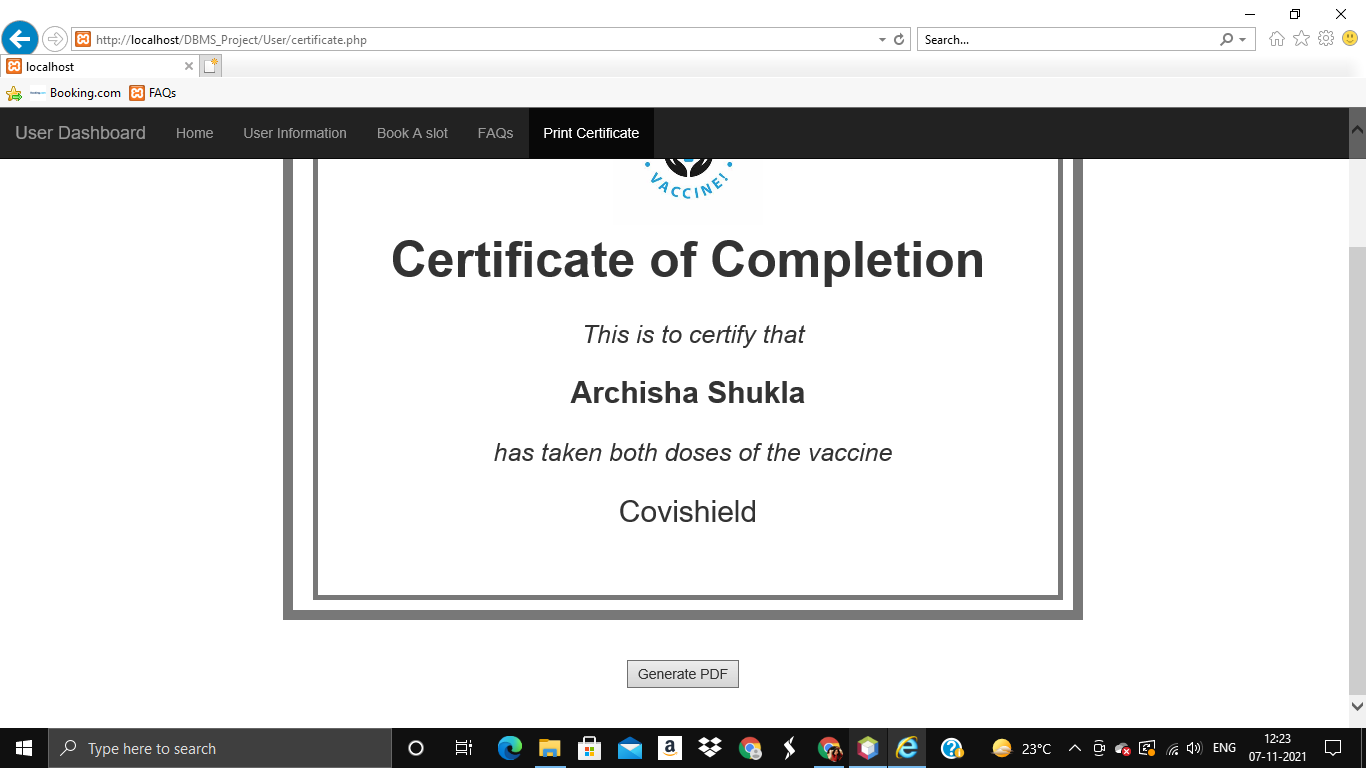 http://localhost/DBMS_Project/User/certificate.php
Search...
localhost
Booking.com
FAQs
User Dashboard
Home
User Information
Book A slot
FAQs
Print Certificate
VACCINE!
Certificate of Completion
This is to certify that
Archisha Shukla
has taken both doses of the vaccine
Covishield
Generate PDF
Type here to search
a
23°C
ENG
12:23
07-11-2021